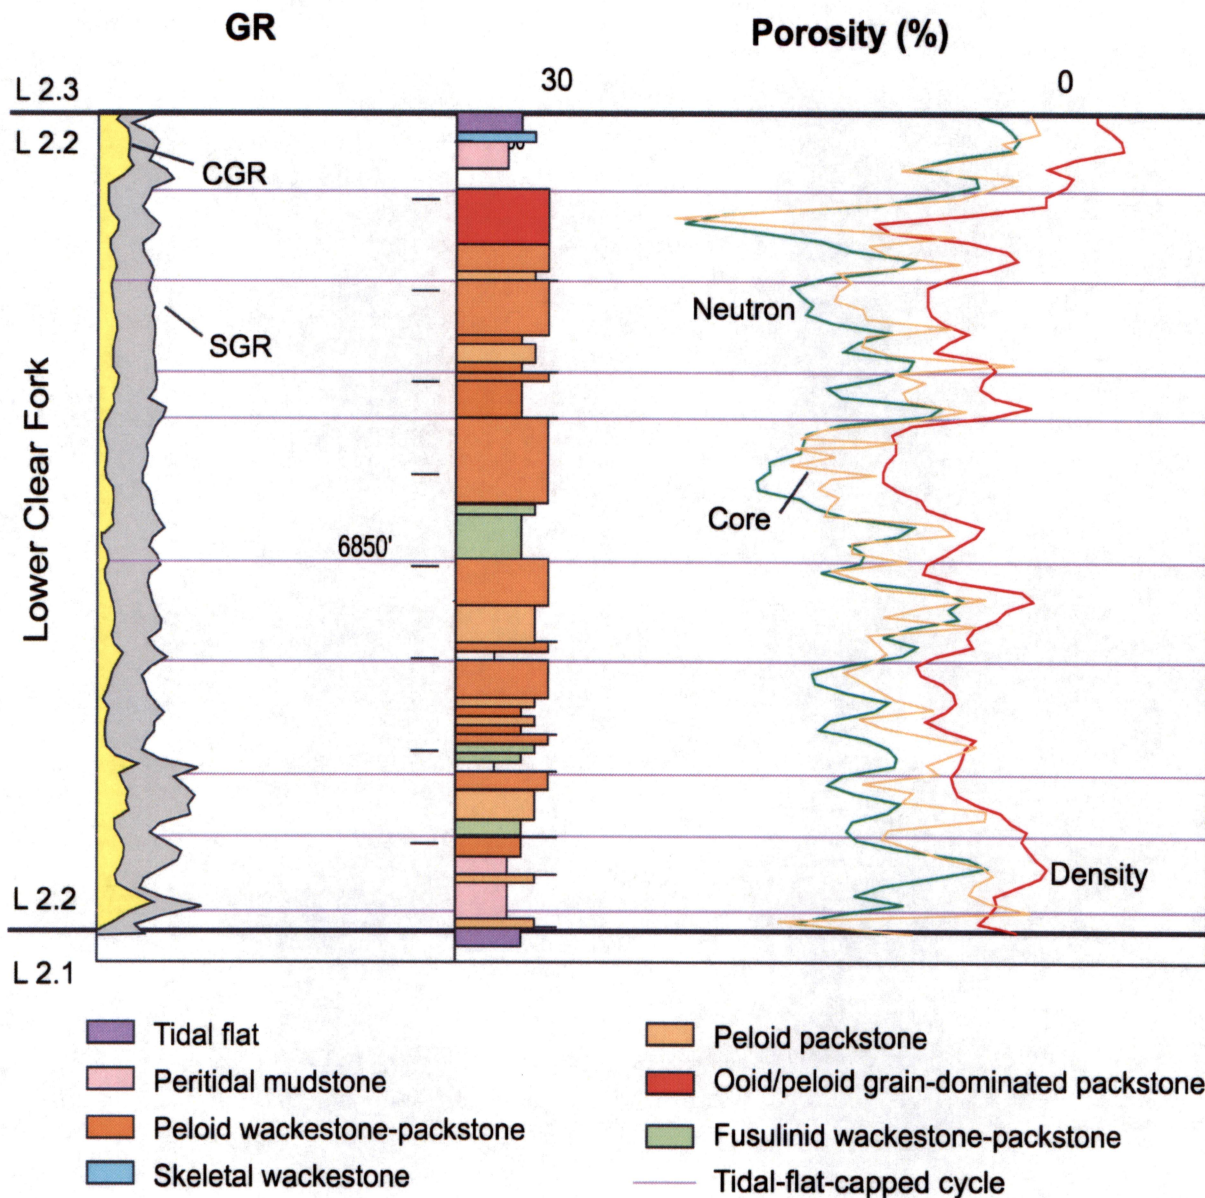 GR
Porosity (%)
30
0
L 2.3
L 2.2
CGR
SGR
Neutron
Core
Lower Clear Fork
6850'
Density
L 2.2
L 2.1
Tidal flat
Peritidal mudstone
Peloid wackestone-packstone
Skeletal wackestone
Peloid packstone
Ooid/peloid grain-dominated packstone
Fusulinid wackestone-packstone
Tidal-flat-capped cycle